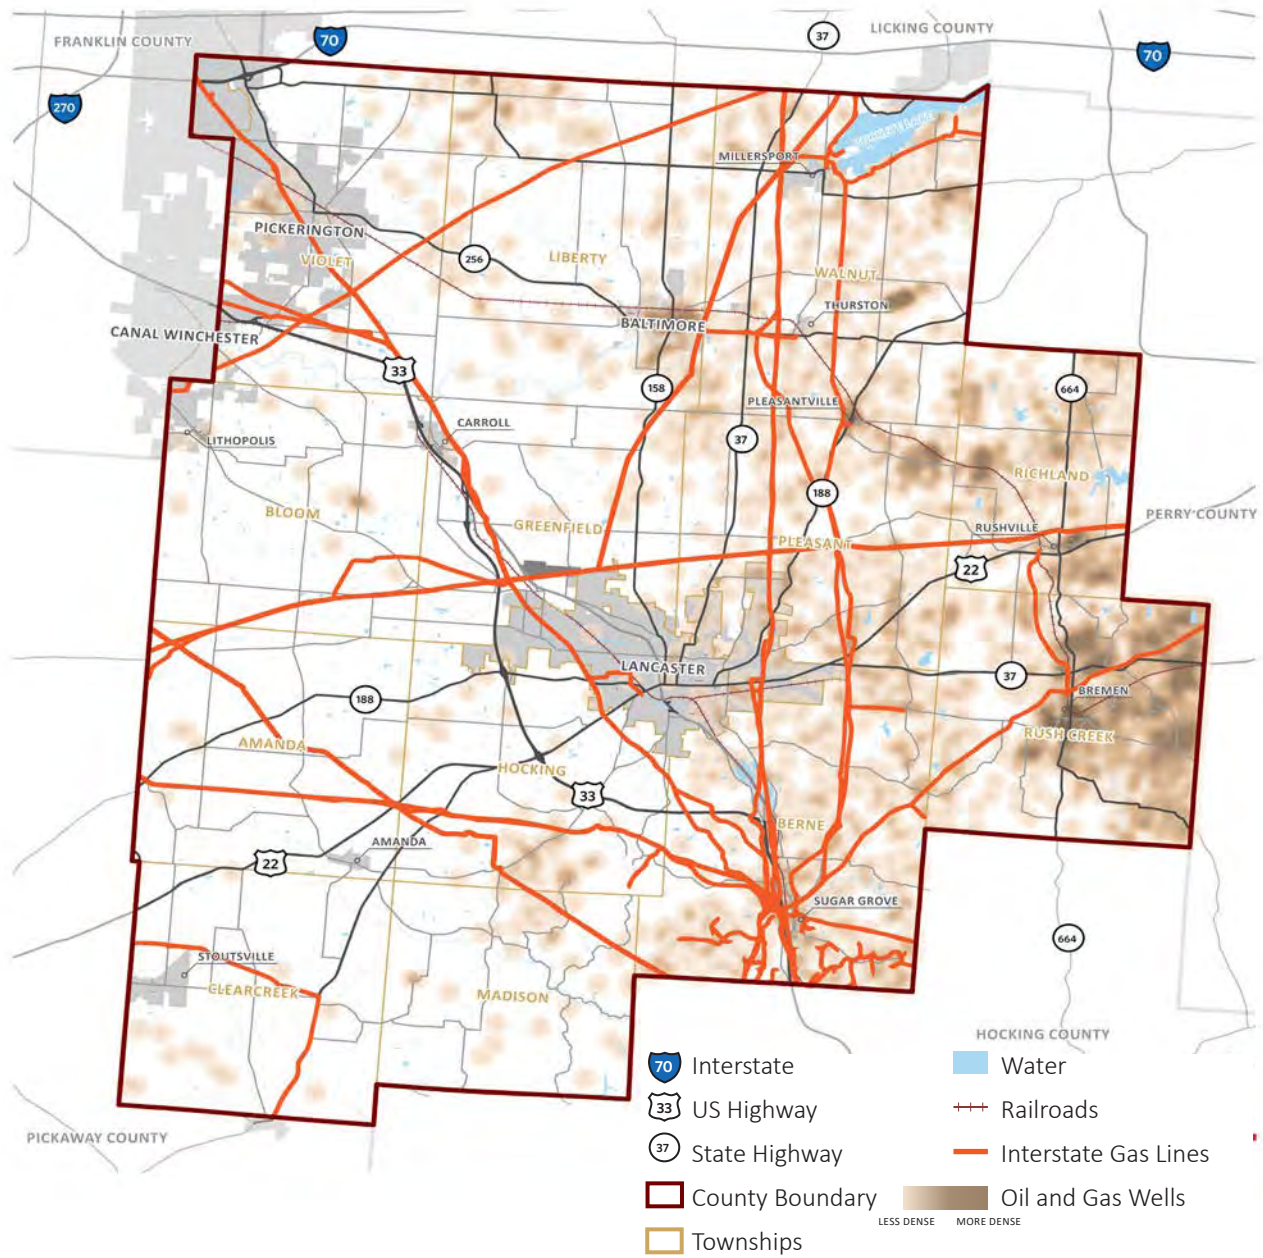 FRANKLIN COUNTY
70
37
LICKING COUNTY
70
270
MILLERSPORT
PICKERINGTON
VIOLET
256
LIBERTY
WALNUT
THURSTON
BALTIMORE
CANAL WINCHESTER
33
158
PLEASANTVILLE
664
CARROLL
37
LITHOPOLIS
RICHLAND
188
BLOOM
GREENFIELD
RUSHVILLE
PERRY COUNTY
PLEASANT
22
LANCASTER
37
BREMEN
188
RUSH CREEK
AMANDA
HOCKING
33
BERNE
AMANDA
22
SUGAR GROVE
664
STOUTSVILLE
CLEARCREEK
MADISON
HOCKING COUNTY
PICKAWAY COUNTY
70 Interstate
Water
33 US Highway
Railroads
37 State Highway
Interstate Gas Lines
County Boundary
Oil and Gas Wells
LESS DENSE MORE DENSE
Townships